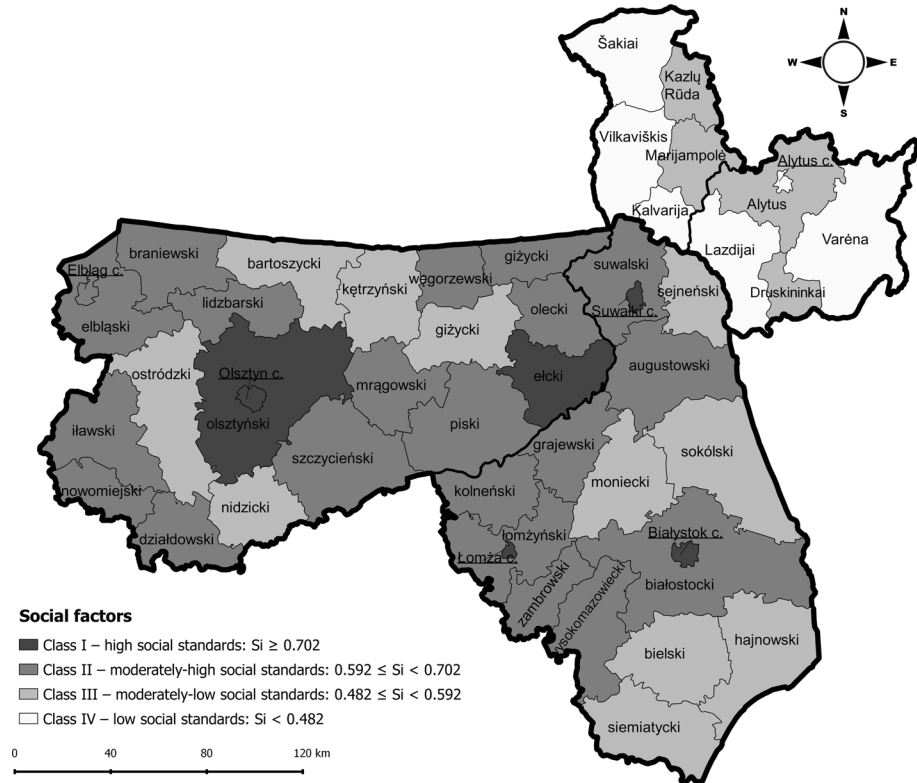 N
W
E
S
Šakiai
Kazlų
Rūda
Vilkaviškis
Marijampolė
Alytus c.
Alytus
Kalvarija
Lazdijai
Varėna
Druskininkai
braniewski
bartoszycki
giżycki
suwalski
Elbląg c.
węgorzewski
kętrzyński
sejneński
lidzbarski
olecki
Suwałki c.
elbląski
giżycki
ostródzki
Olsztyn c.
mrągowski
ełcki
augustowski
olsztyński
iławski
piski
szczycieński
grajewski
sokólski
nowomiejski
nidzicki
kolneński
moniecki
działdowski
łomżyński
Białystok c.
Łomża c.
zambrowski
wysokomazowiecki
białostocki
hajnowski
bielski
siemiatycki
Social factors
Class I – high social standards: Si ≥ 0.702
Class II – moderately-high social standards: 0.592 ≤ Si < 0.702
Class III – moderately-low social standards: 0.482 ≤ Si < 0.592
Class IV – low social standards: Si < 0.482
0 40 80 120 km